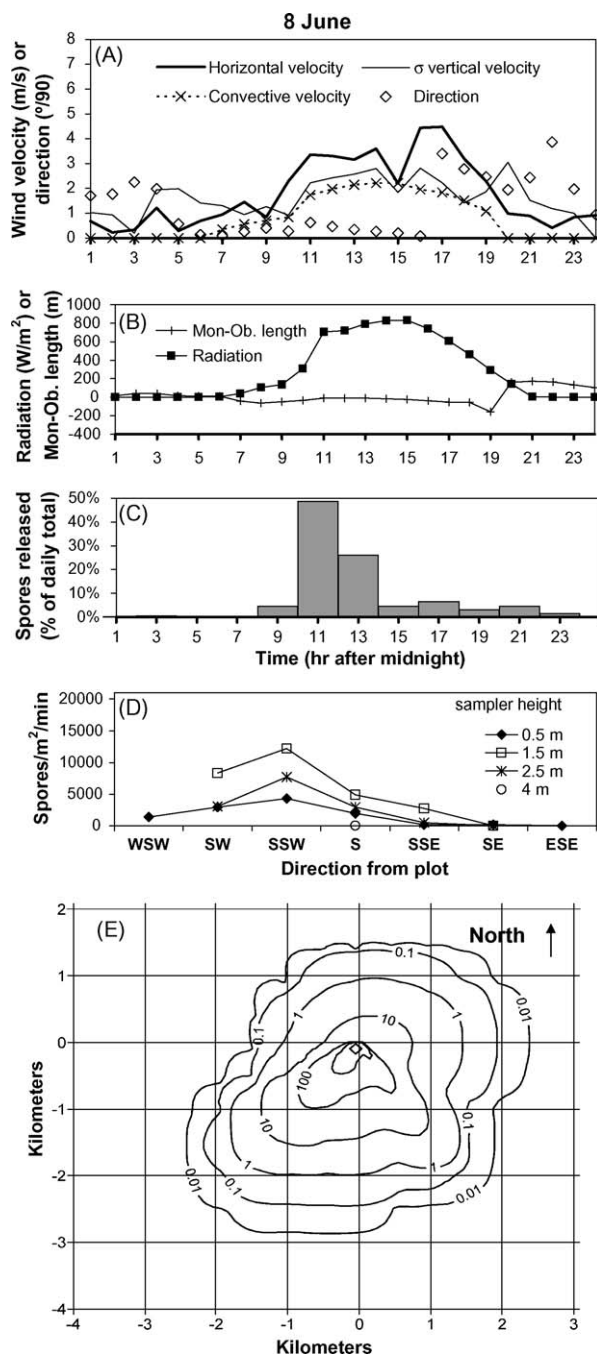 8 June
(A)
Wind velocity (m/s) or
direction (°/90)
8
7
6
5
4
3
2
1
0
Horizontal velocity
σ vertical velocity
Convective velocity
Direction
1 3 5 7 9 11 13 15 17 19 21 23
(B)
Radiation (W/m²) or
Mon-Ob. length (m)
1000
800
600
400
200
0
-200
-400
Mon-Ob. length
Radiation
1 3 5 7 9 11 13 15 17 19 21 23
(C)
Spores released
(% of daily total)
50%
40%
30%
20%
10%
0%
1 3 5 7 9 11 13 15 17 19 21 23
Time (hr after midnight)
(D)
Spores/m²/min
20000
15000
10000
5000
0
sampler height
0.5 m
1.5 m
2.5 m
4 m
WSW SW SSW S SSE SE ESE
Direction from plot
(E)
North
Kilometers
2
1
0
-1
-2
-3
-4
0.1
0.01
0.1
1
1
10
100
10
0.1
1
1
0.01
0.1
0.01
-4 -3 -2 -1 0 1 2 3
Kilometers